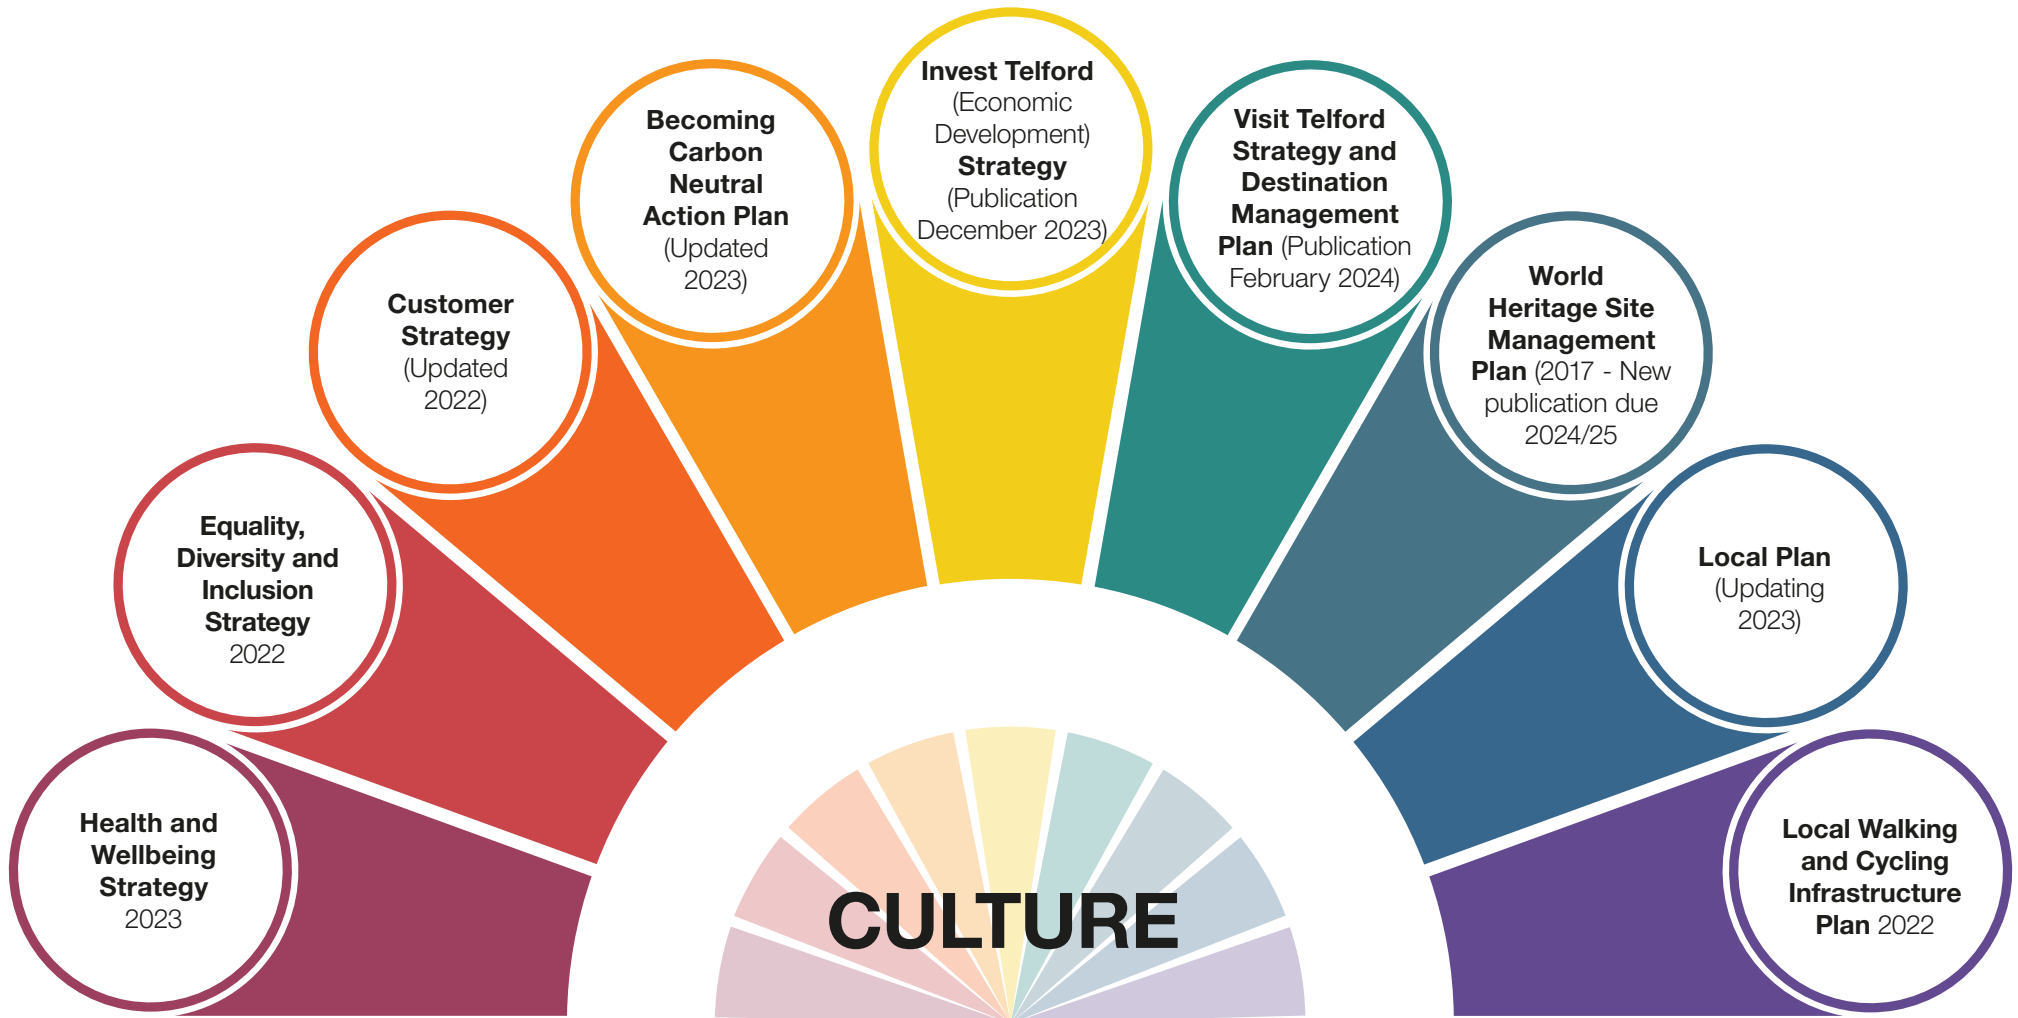 Health and
Wellbeing
Strategy
2023
Equality,
Diversity and
Inclusion
Strategy
2022
Customer
Strategy
(Updated
2022)
Becoming
Carbon
Neutral
Action Plan
(Updated
2023)
Invest Telford
(Economic
Development)
Strategy
(Publication
December 2023)
Visit Telford
Strategy and
Destination
Management
Plan (Publication
February 2024)
World
Heritage Site
Management
Plan (2017 - New
publication due
2024/25
Local Plan
(Updating
2023)
Local Walking
and Cycling
Infrastructure
Plan 2022
CULTURE